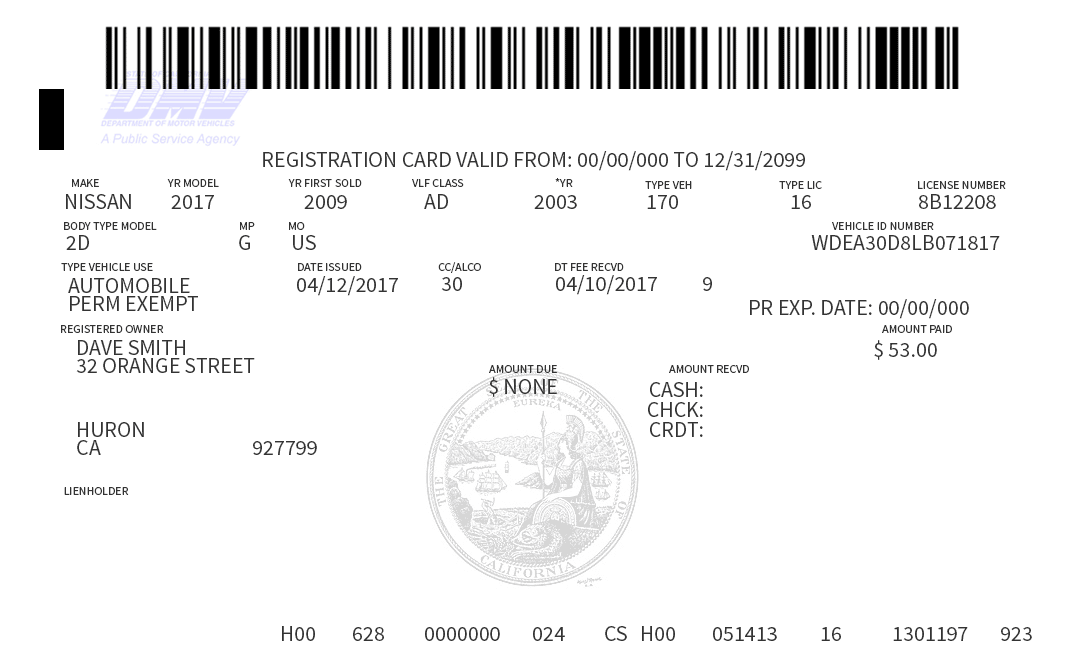 STATE OF CALIFORNIA
DMV
DEPARTMENT OF MOTOR VEHICLES
A Public Service Agency
REGISTRATION CARD VALID FROM: 00/00/000 TO 12/31/2099
MAKE YR MODEL YR FIRST SOLD VLF CLASS *YR TYPE VEH TYPE LIC LICENSE NUMBER
NISSAN 2017 2009 AD 2003 170 16 8B12208
BODY TYPE MODEL MP MO VEHICLE ID NUMBER
2D G US WDEA30D8LB071817
TYPE VEHICLE USE DATE ISSUED CC/ALCO DT FEE RECVD
AUTOMOBILE 04/12/2017 30 04/10/2017 9
PERM EXEMPT PR EXP. DATE: 00/00/000
REGISTERED OWNER AMOUNT PAID
DAVE SMITH $ 53.00
32 ORANGE STREET
AMOUNT DUE AMOUNT RECVD
$ NONE CASH:
CHCK:
HURON CRDT:
CA 927799
LIENHOLDER
THE GREAT SEAL OF THE STATE OF CALIFORNIA
EUREKA
H00 628 0000000 024 CS H00 051413 16 1301197 923